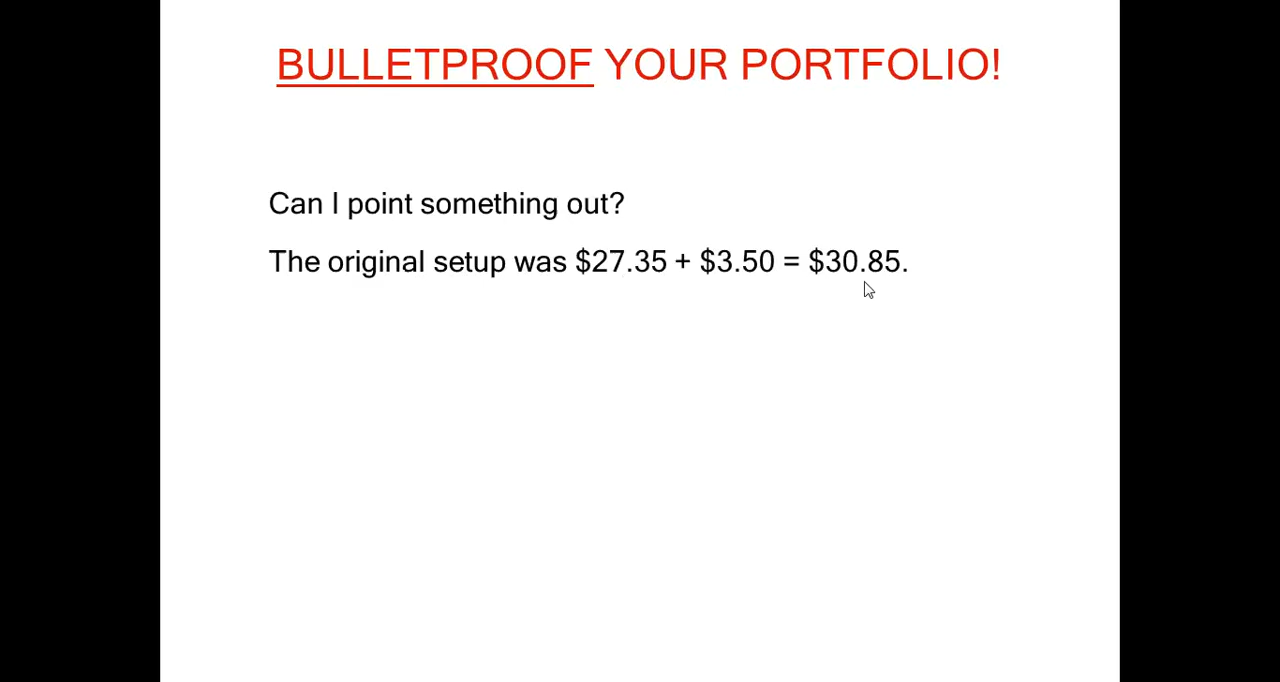 BULLETPROOF YOUR PORTFOLIO!
Can I point something out?
The original setup was $27.35 + $3.50 = $30.85.